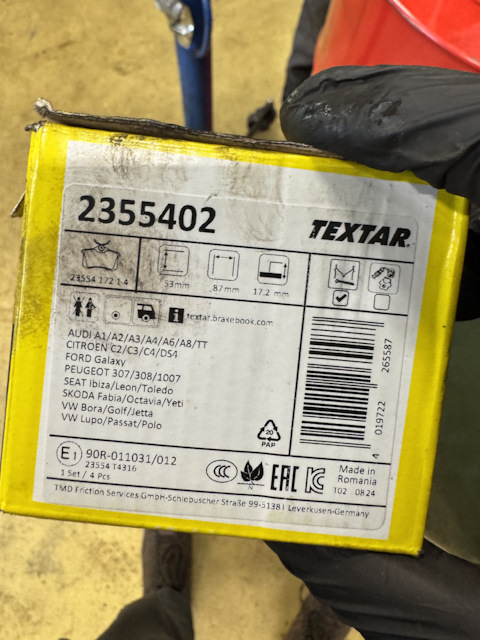 2355402
TEXTAR®
23554 172 1 4
53mm
87mm
17.2 mm
textar.brakebook.com
AUDI A1/A2/A3/A4/A6/A8/TT
CITROEN C2/C3/C4/DS4
FORD Galaxy
PEUGEOT 307/308/1007
SEAT Ibiza/Leon/Toledo
SKODA Fabia/Octavia/Yeti
VW Bora/Golf/Jetta
VW Lupo/Passat/Polo
4 019722 265587
20
PAP
E1 90R-011031/012
23554 T4316
1 Set / 4 Pcs
CCC
EAC
Made in
Romania
T02 0824
TMD Friction Services GmbH-Schlebuscher Straße 99-51381 Leverkusen-Germany